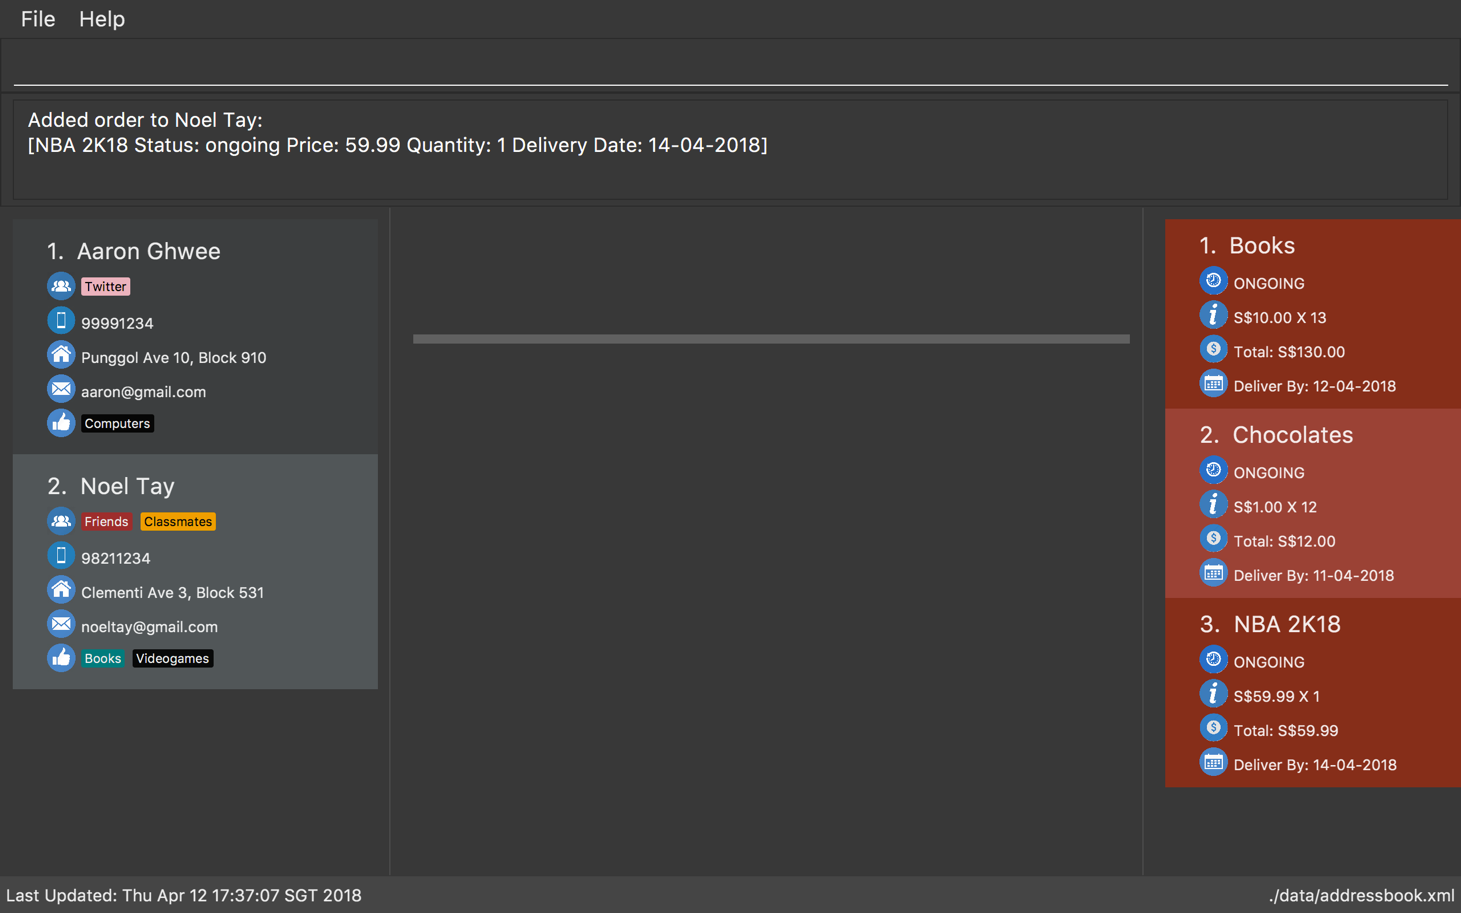 File Help
Added order to Noel Tay:
[NBA 2K18 Status: ongoing Price: 59.99 Quantity: 1 Delivery Date: 14-04-2018]
1. Aaron Ghwee
Twitter
99991234
Punggol Ave 10, Block 910
aaron@gmail.com
Computers
2. Noel Tay
Friends Classmates
98211234
Clementi Ave 3, Block 531
noeltay@gmail.com
Books Videogames
1. Books
ONGOING
S$10.00 X 13
Total: S$130.00
Deliver By: 12-04-2018
2. Chocolates
ONGOING
S$1.00 X 12
Total: S$12.00
Deliver By: 11-04-2018
3. NBA 2K18
ONGOING
S$59.99 X 1
Total: S$59.99
Deliver By: 14-04-2018
Last Updated: Thu Apr 12 17:37:07 SGT 2018
./data/addressbook.xml